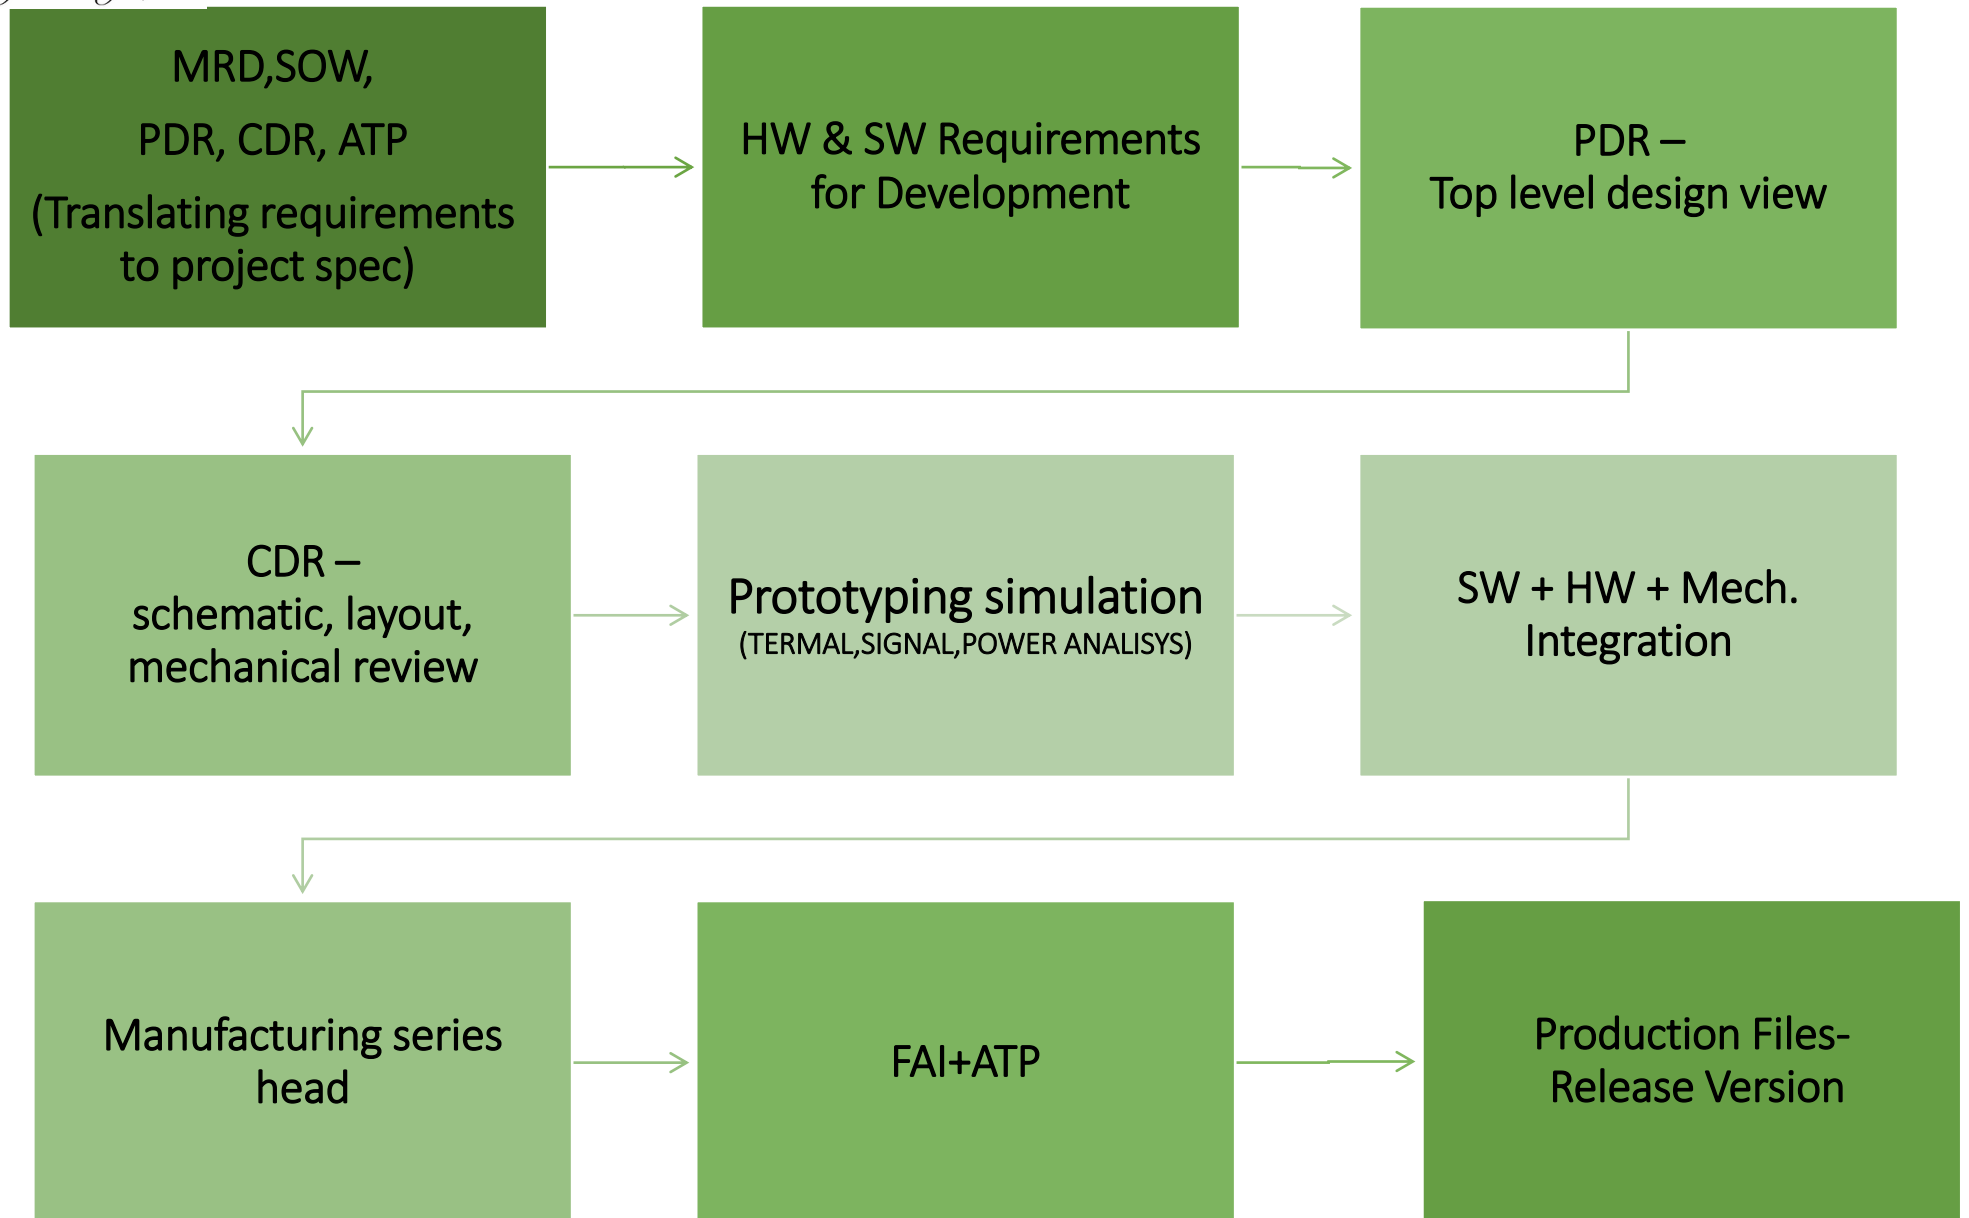 MRD,SOW,
PDR, CDR, ATP
(Translating requirements
to project spec)
HW & SW Requirements
for Development
PDR –
Top level design view
CDR –
schematic, layout,
mechanical review
Prototyping simulation
(TERMAL,SIGNAL,POWER ANALISYS)
SW + HW + Mech.
Integration
Manufacturing series
head
FAI+ATP
Production Files-
Release Version